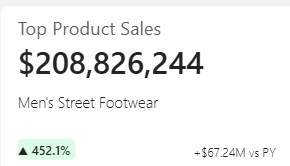 Top Product Sales
$208,826,244
Men's Street Footwear
▲ 452.1%
+$67.24M vs PY